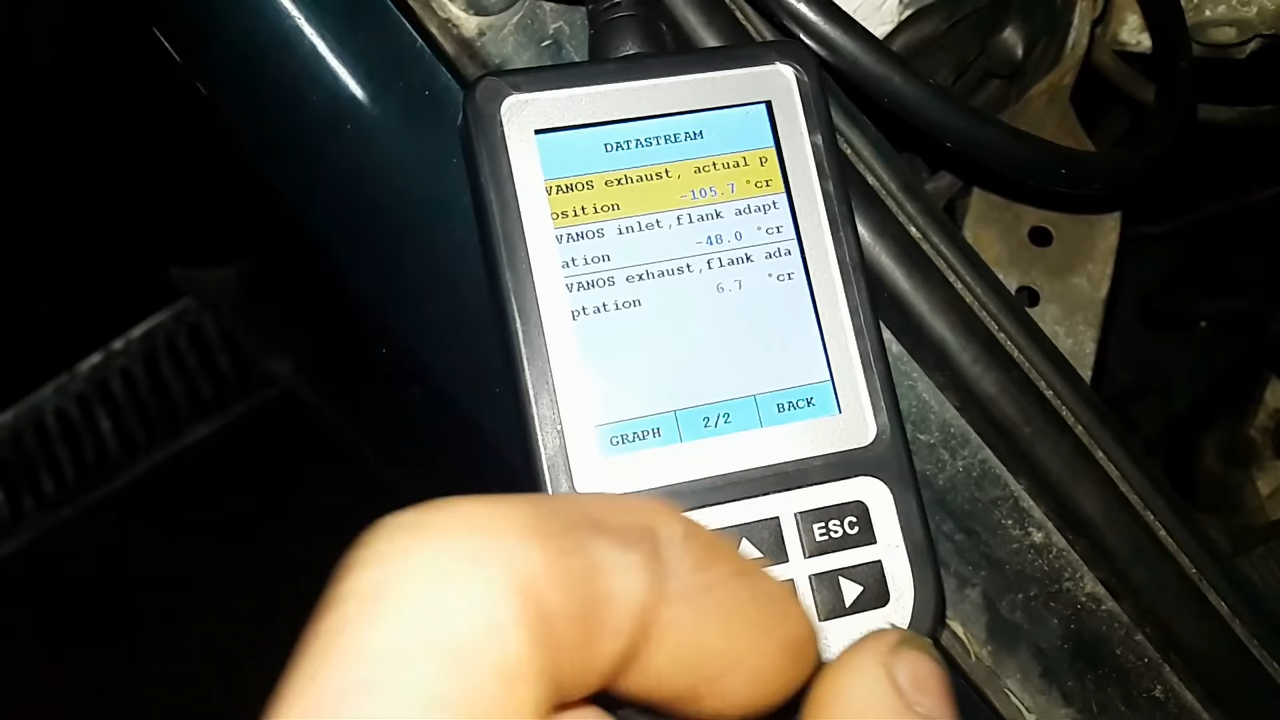 DATASTREAM
VANOS exhaust, actual p
osition -105.7 °cr
VANOS inlet,flank adapt
ation -48.0 °cr
VANOS exhaust,flank ada
ptation 6.7 °cr
GRAPH 2/2 BACK
ESC